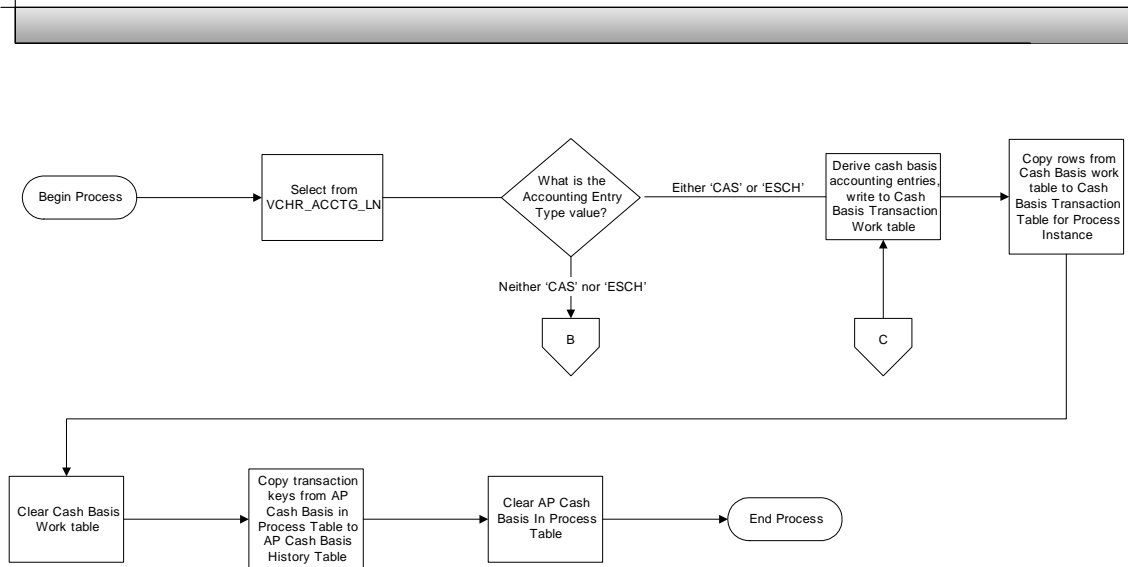 Begin Process
Select from
VCHR_ACCTG_LN
What is the
Accounting Entry
Type value?
Either ‘CAS’ or ‘ESCH’
Derive cash basis
accounting entries,
write to Cash
Basis Transaction
Work table
Copy rows from
Cash Basis work
table to Cash
Basis Transaction
Table for Process
Instance
Neither ‘CAS’ nor ‘ESCH’
B
C
Clear Cash Basis
Work table
Copy transaction
keys from AP
Cash Basis in
Process Table to
AP Cash Basis
History Table
Clear AP Cash
Basis In Process
Table
End Process